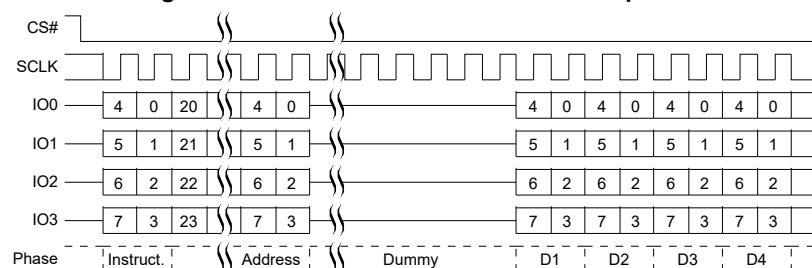 CS#
SCLK
IO0 4 0 20 4 0 4 0 4 0 4 0 4 0
IO1 5 1 21 5 1 5 1 5 1 5 1 5 1
IO2 6 2 22 6 2 6 2 6 2 6 2 6 2
IO3 7 3 23 7 3 7 3 7 3 7 3 7 3
Phase Instruct. Address Dummy D1 D2 D3 D4